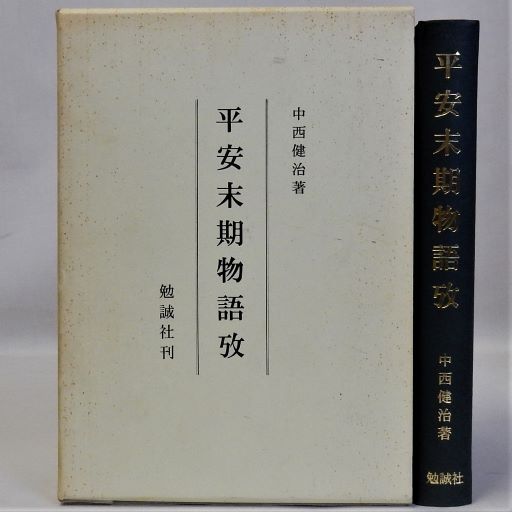 中西健治著
平安末期物語攷
勉誠社刊
平安末期物語攷
中西健治著
勉誠社